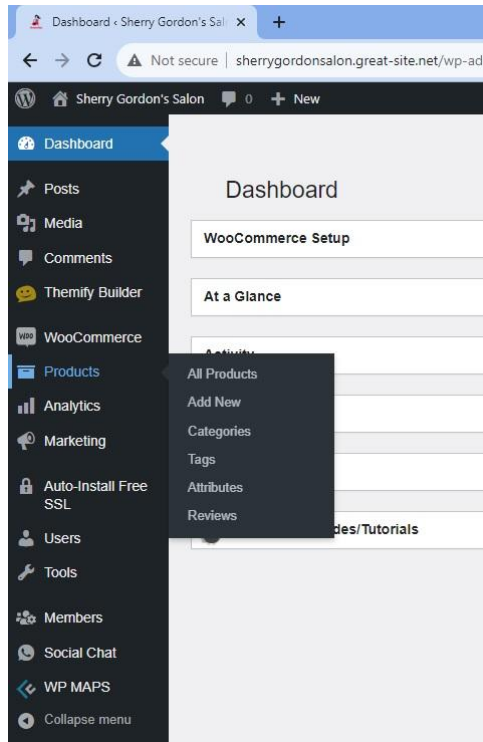 Dashboard ‹ Sherry Gordon's Sal
Not secure | sherrygordonsalon.great-site.net/wp-ad
Sherry Gordon's Salon 0 + New
Dashboard
Posts
Media
Comments
Themify Builder
WooCommerce
Products
Analytics
Marketing
Auto-Install Free
SSL
Users
Tools
Members
Social Chat
WP MAPS
Collapse menu
All Products
Add New
Categories
Tags
Attributes
Reviews
Dashboard
WooCommerce Setup
At a Glance
Activity
des/Tutorials